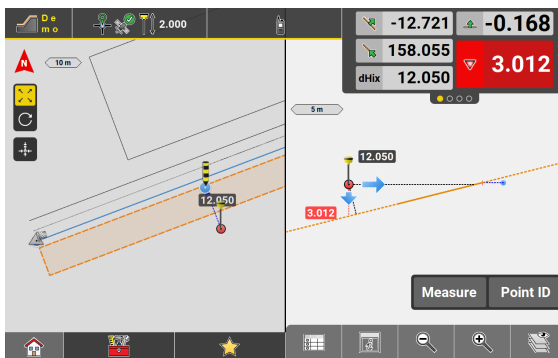 De
mo
2.000
N
10 m
12.050
-12.721
-0.168
158.055
3.012
dHix
12.050
5 m
12.050
3.012
Measure
Point ID